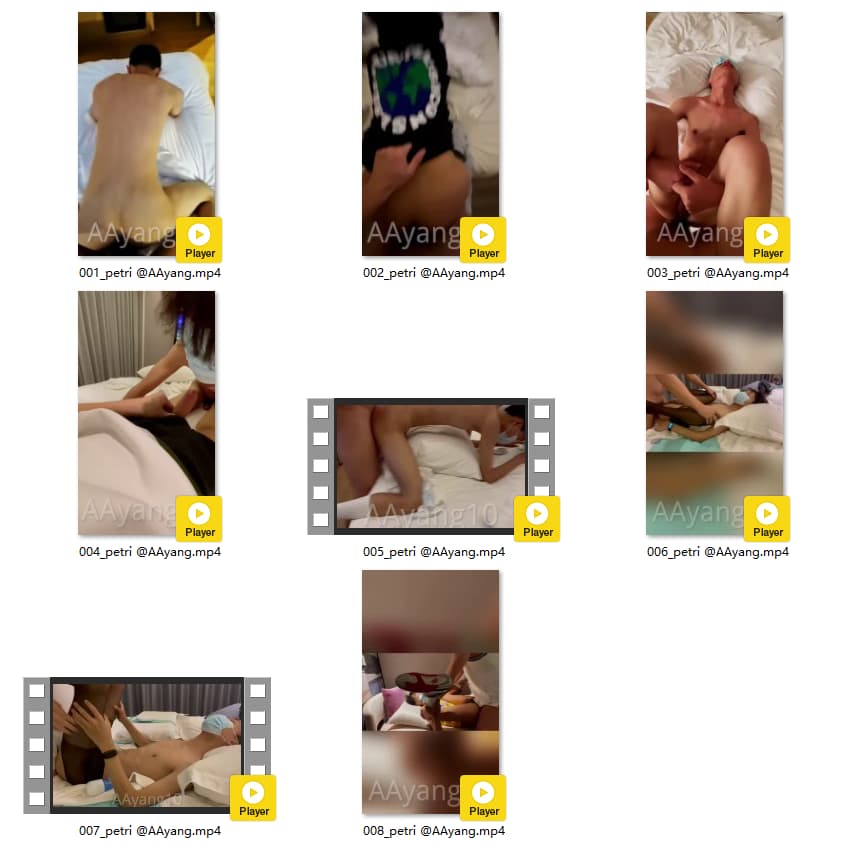 AAyang
Player
AAyang
Player
AAyang
Player
001_petri @AAyang.mp4
002_petri @AAyang.mp4
003_petri @AAyang.mp4
AAyang
Player
AAyang10
Player
AAyang
Player
004_petri @AAyang.mp4
005_petri @AAyang.mp4
006_petri @AAyang.mp4
AAyang10
Player
AAyang
Player
007_petri @AAyang.mp4
008_petri @AAyang.mp4